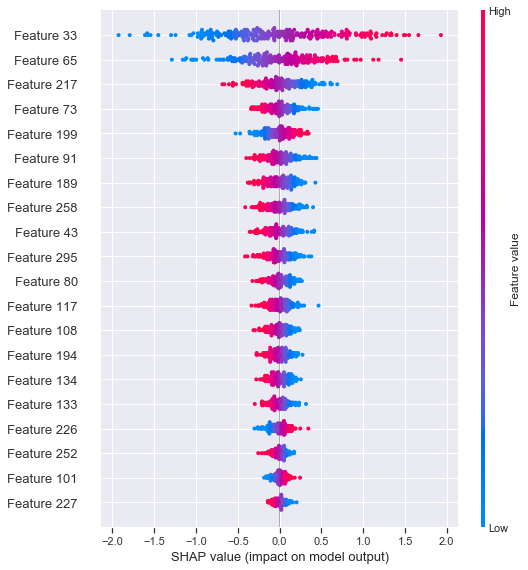 High
Feature 33
Feature 65
Feature 217
Feature 73
Feature 199
Feature 91
Feature 189
Feature 258
Feature 43
Feature 295
Feature 80
Feature 117
Feature 108
Feature 194
Feature 134
Feature 133
Feature 226
Feature 252
Feature 101
Feature 227
Feature value
Low
−2.0 −1.5 −1.0 −0.5 0.0 0.5 1.0 1.5 2.0
SHAP value (impact on model output)